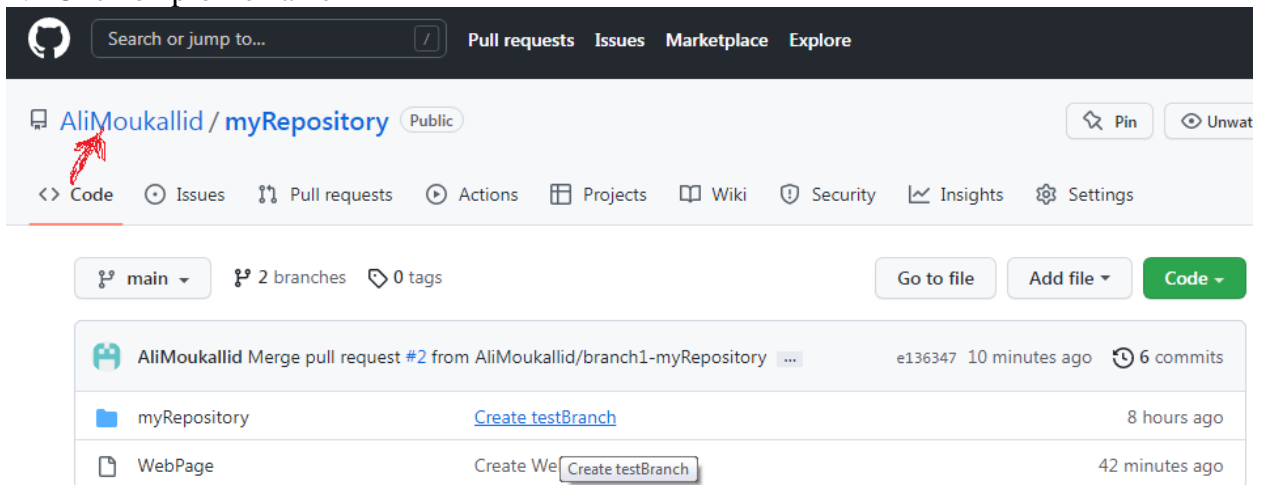 Search or jump to... / Pull requests Issues Marketplace Explore
AliMoukallid / myRepository Public Pin Unwat
<> Code Issues Pull requests Actions Projects Wiki Security Insights Settings
main 2 branches 0 tags Go to file Add file Code
AliMoukallid Merge pull request #2 from AliMoukallid/branch1-myRepository ... e136347 10 minutes ago 6 commits
myRepository Create testBranch 8 hours ago
WebPage Create We 42 minutes ago
Create testBranch